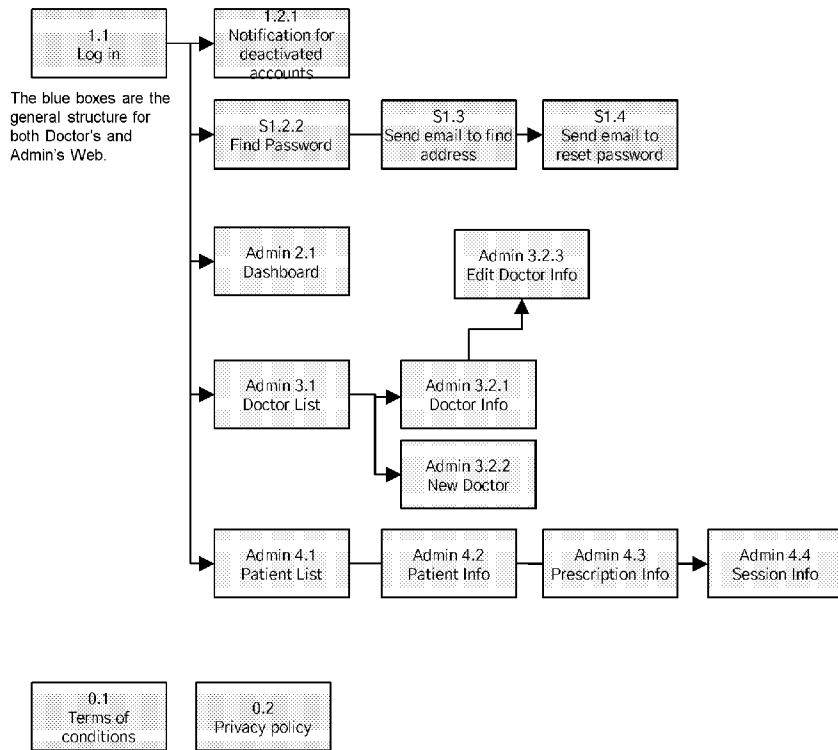 1.1
Log in
1.2.1
Notification for
deactivated
accounts
The blue boxes are the
general structure for
both Doctor's and
Admin's Web.
S1.2.2
Find Password
S1.3
Send email to find
address
S1.4
Send email to
reset password
Admin 2.1
Dashboard
Admin 3.2.3
Edit Doctor Info
Admin 3.1
Doctor List
Admin 3.2.1
Doctor Info
Admin 3.2.2
New Doctor
Admin 4.1
Patient List
Admin 4.2
Patient Info
Admin 4.3
Prescription Info
Admin 4.4
Session Info
0.1
Terms of
conditions
0.2
Privacy policy